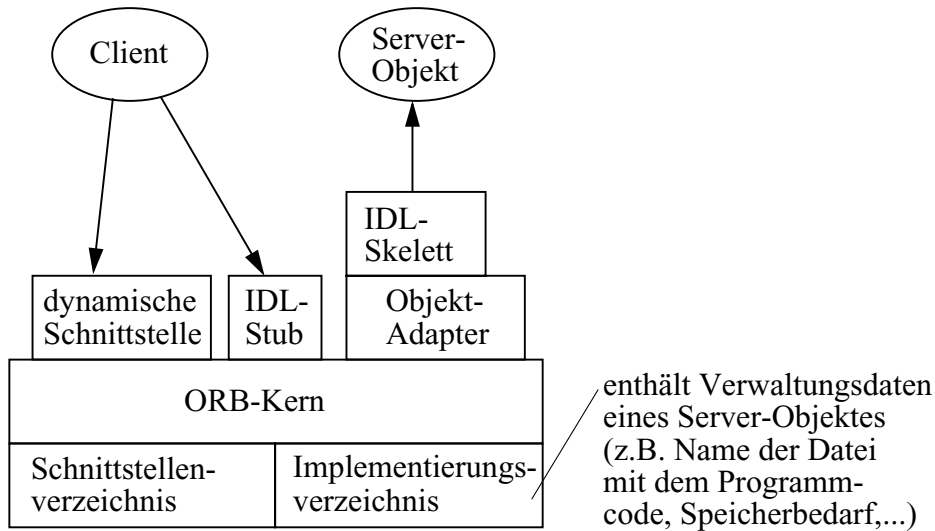 Client
Server-
Objekt
IDL-
Skelett
dynamische
Schnittstelle
IDL-
Stub
Objekt-
Adapter
ORB-Kern
Schnittstellen-
verzeichnis
Implementierungs-
verzeichnis
enthält Verwaltungsdaten
eines Server-Objektes
(z.B. Name der Datei
mit dem Programm-
code, Speicherbedarf,...)